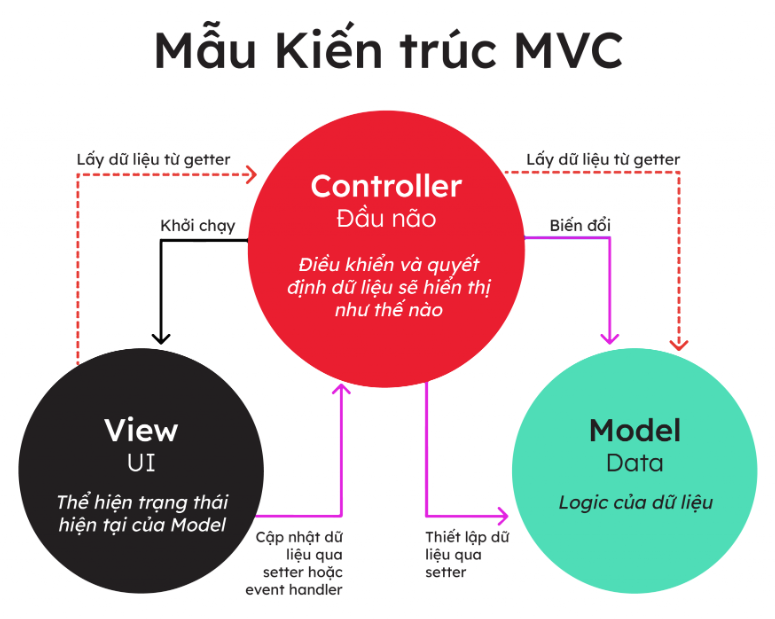 Mẫu Kiến trúc MVC
Lấy dữ liệu từ getter
Lấy dữ liệu từ getter
Controller
Đầu não
Khởi chạy
Biến đổi
Điều khiển và quyết
định dữ liệu sẽ hiển thị
như thế nào
View
UI
Thể hiện trạng thái
hiện tại của Model
Model
Data
Logic của dữ liệu
Cập nhật dữ
liệu qua
setter hoặc
event handler
Thiết lập dữ
liệu qua
setter